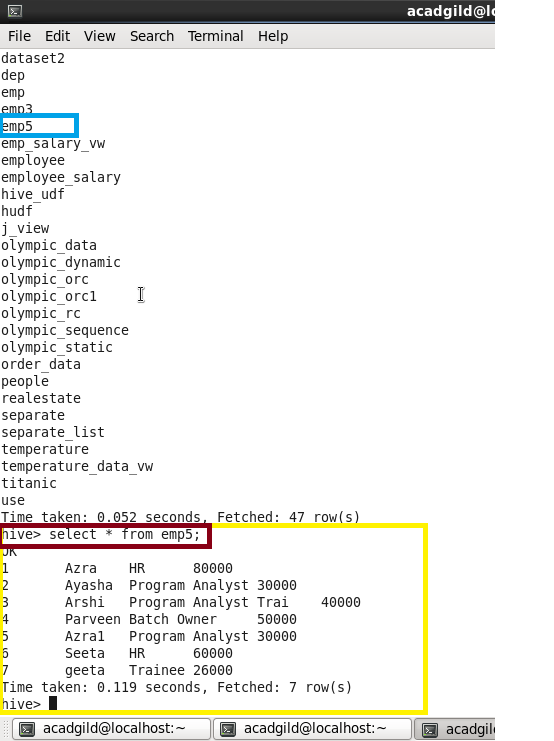 acadgild@lo
File Edit View Search Terminal Help
dataset2
dep
emp
emp3
emp5
emp_salary_vw
employee
employee_salary
hive_udf
hudf
j_view
olympic_data
olympic_dynamic
olympic_orc
olympic_orc1
olympic_rc
olympic_sequence
olympic_static
order_data
people
realestate
separate
separate_list
temperature
temperature_data_vw
titanic
use
Time taken: 0.052 seconds, Fetched: 47 row(s)
hive> select * from emp5;
OK
1 Azra HR 80000
2 Ayasha Program Analyst 30000
3 Arshi Program Analyst Trai 40000
4 Parveen Batch Owner 50000
5 Azra1 Program Analyst 30000
6 Seeta HR 60000
7 geeta Trainee 26000
Time taken: 0.119 seconds, Fetched: 7 row(s)
hive>
acadgild@localhost:~ acadgild@localhost:~ acadgild